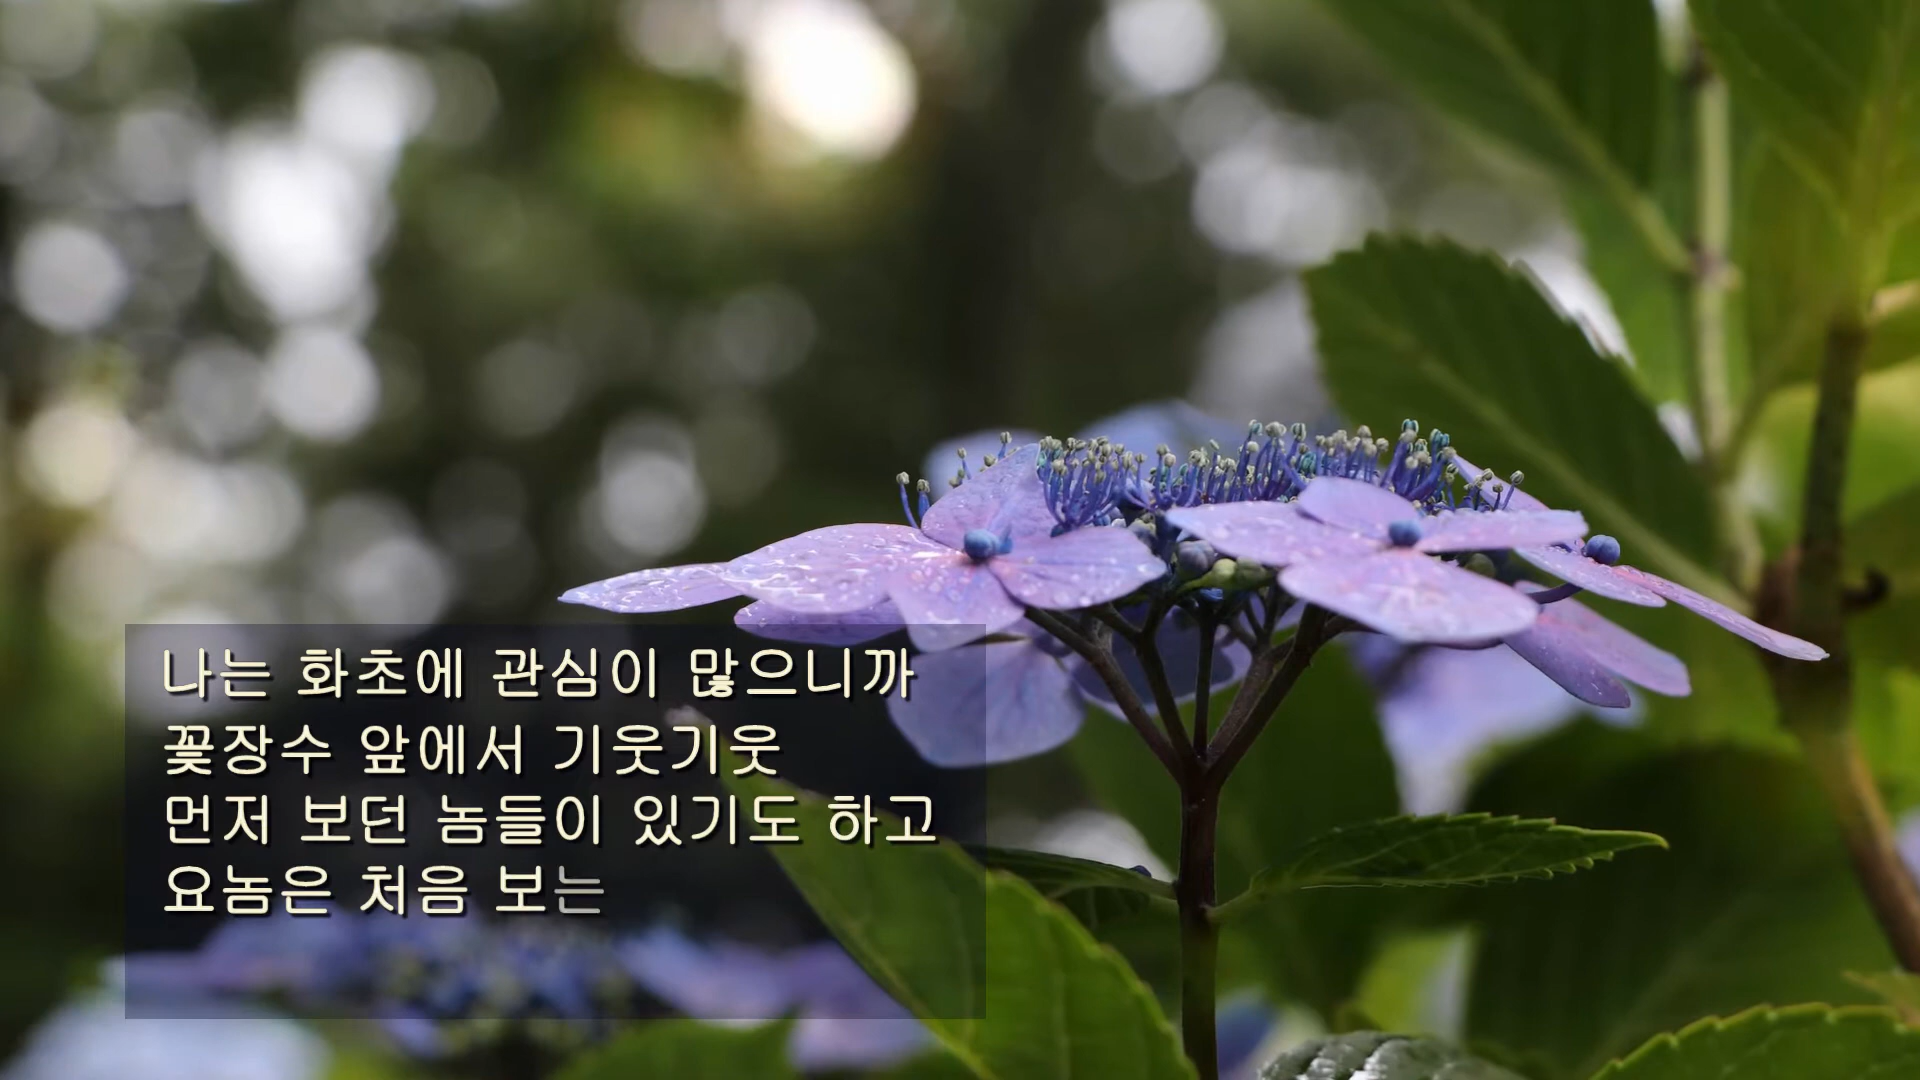 나는 화초에 관심이 많으니까
꽃장수 앞에서 기웃기웃
먼저 보던 놈들이 있기도 하고
요놈은 처음 보는